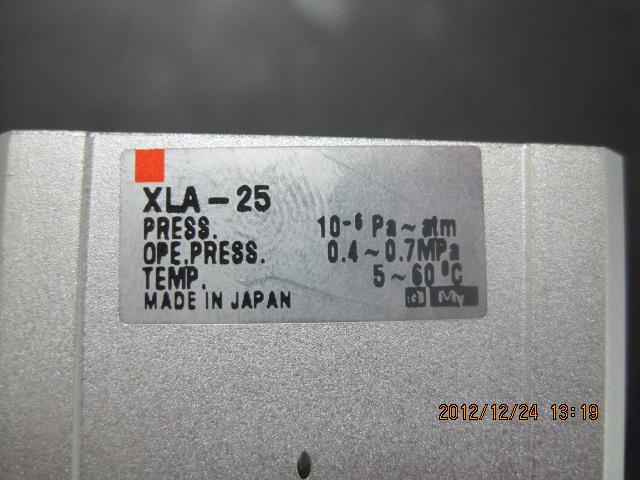 XLA-25
PRESS. 10-6 Pa~atm
OPE.PRESS. 0.4~0.7MPa
TEMP. 5~60°C
MADE IN JAPAN
2012/12/24 13:19